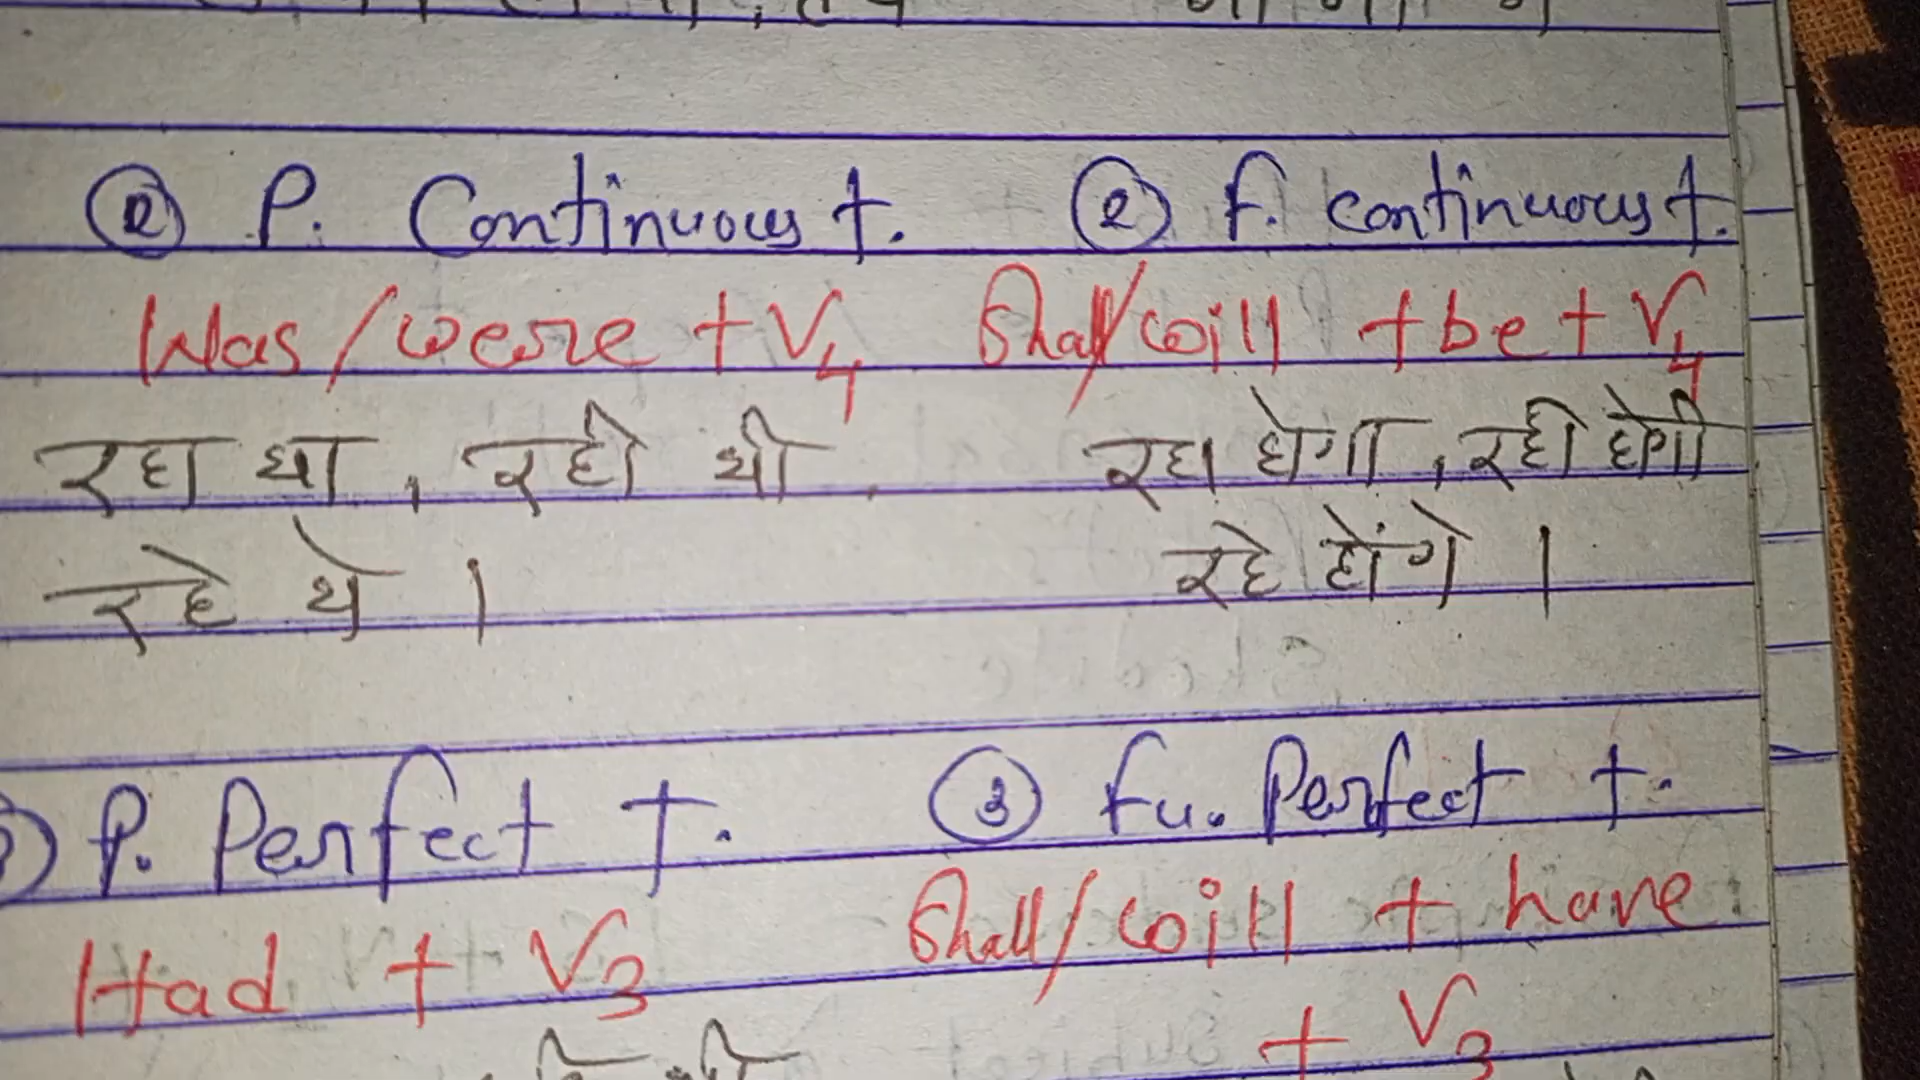 ② P. Continuous t.
Was/were + V4
रहा था, रही थी,
रहे थे।
② F. continuous t.
Shall/will + be + V4
रहा होगा, रही होगी
रहे होंगे।
P. Perfect T.
Had + V3
③ Fu. Perfect t.
Shall/will + have
+ V3